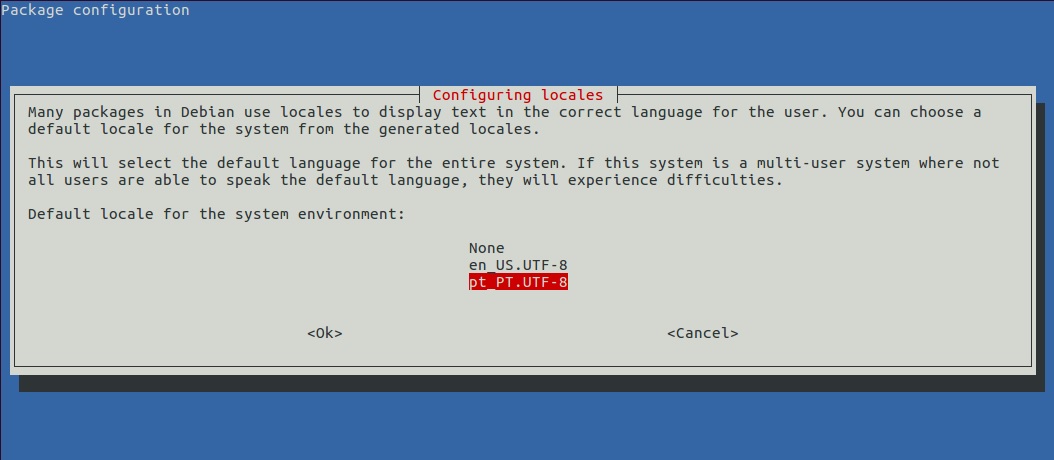 Package configuration
Configuring locales
Many packages in Debian use locales to display text in the correct language for the user. You can choose a
default locale for the system from the generated locales.
This will select the default language for the entire system. If this system is a multi-user system where not
all users are able to speak the default language, they will experience difficulties.
Default locale for the system environment:
None
en_US.UTF-8
pt_PT.UTF-8
<Ok> <Cancel>